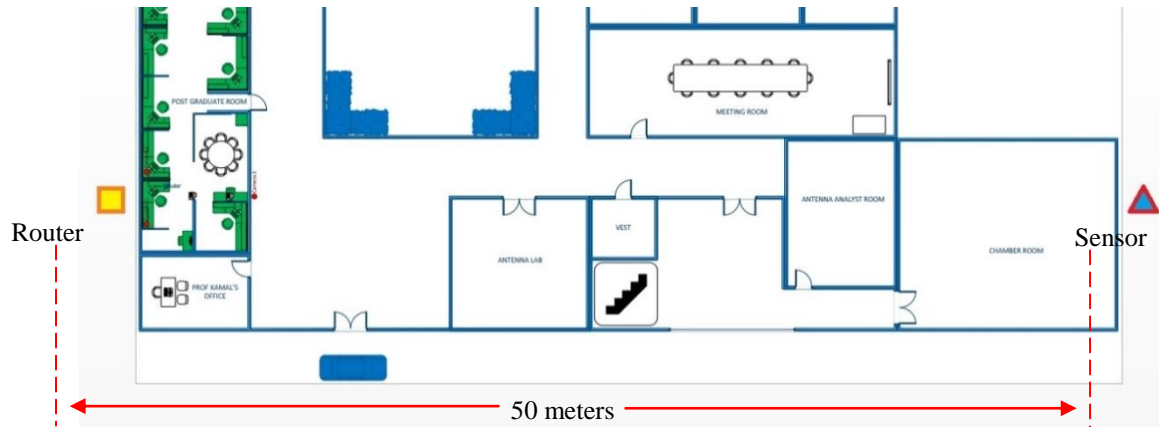 POST GRADUATE ROOM
MEETING ROOM
ANTENNA ANALYST ROOM
Router
Sensor
VEST
CHAMBER ROOM
ANTENNA LAB
PROF KAMAL'S
OFFICE
50 meters